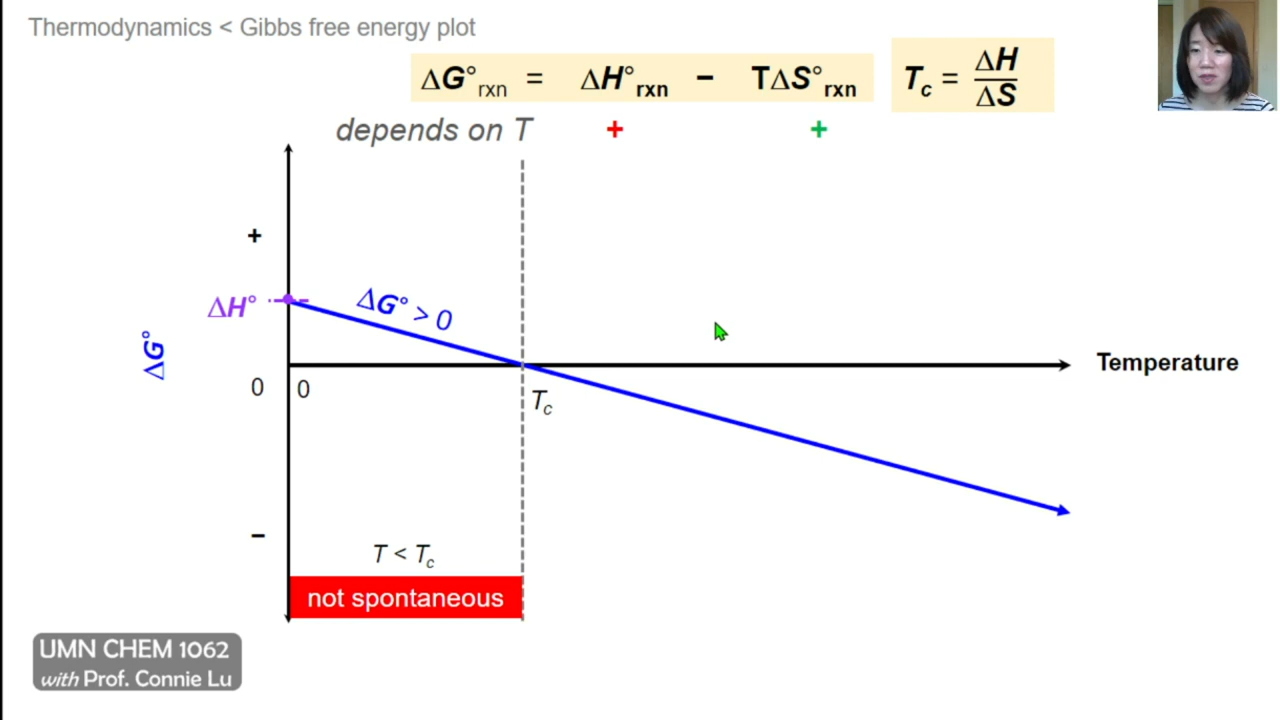 Thermodynamics < Gibbs free energy plot
ΔG°rxn = ΔH°rxn − TΔS°rxn
Tc = ΔH/ΔS
depends on T + +
+
ΔH°
ΔG° > 0
ΔG°
Temperature
0 0
Tc
−
T < Tc
not spontaneous
UMN CHEM 1062
with Prof. Connie Lu